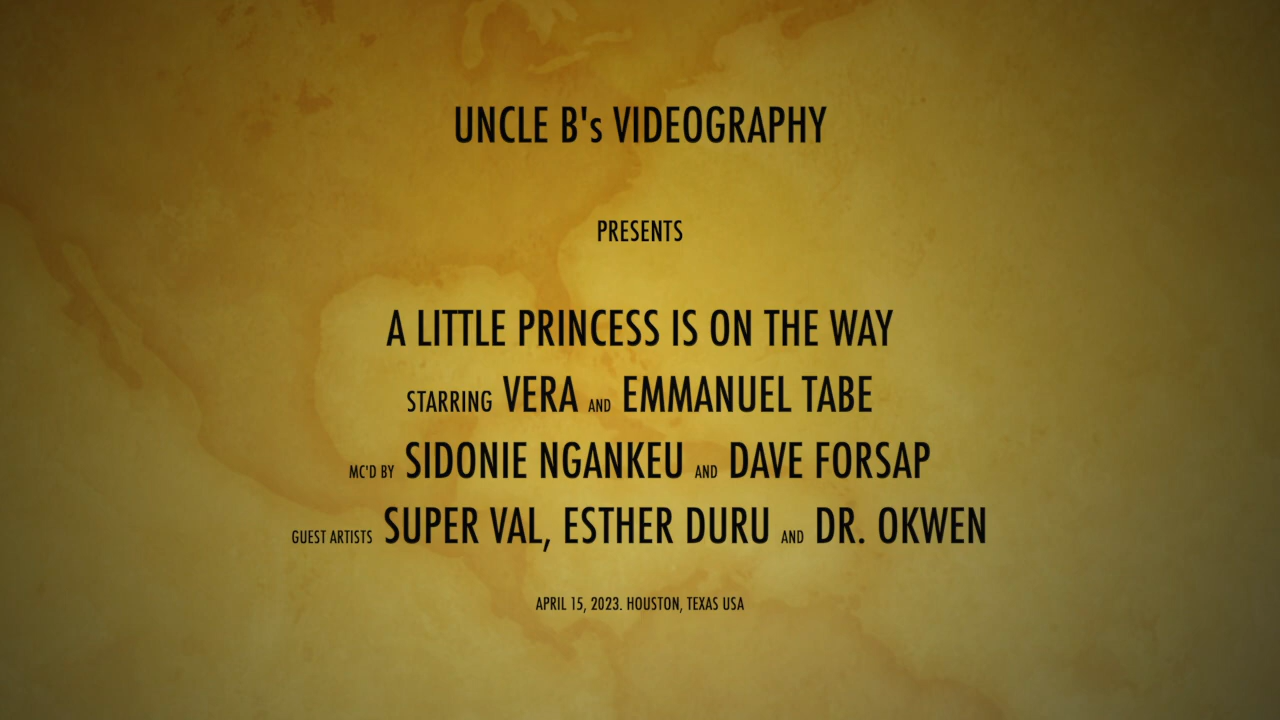 UNCLE B's VIDEOGRAPHY
PRESENTS
A LITTLE PRINCESS IS ON THE WAY
STARRING VERA AND EMMANUEL TABE
MC'D BY SIDONIE NGANKEU AND DAVE FORSAP
GUEST ARTISTS SUPER VAL, ESTHER DURU AND DR. OKWEN
APRIL 15, 2023. HOUSTON, TEXAS USA